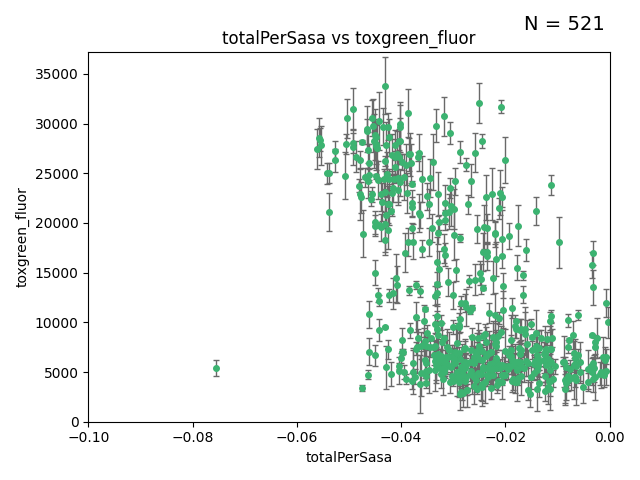 N = 521
totalPerSasa vs toxgreen_fluor
toxgreen_fluor
35000
30000
25000
20000
15000
10000
5000
0
−0.10 −0.08 −0.06 −0.04 −0.02 0.00
totalPerSasa